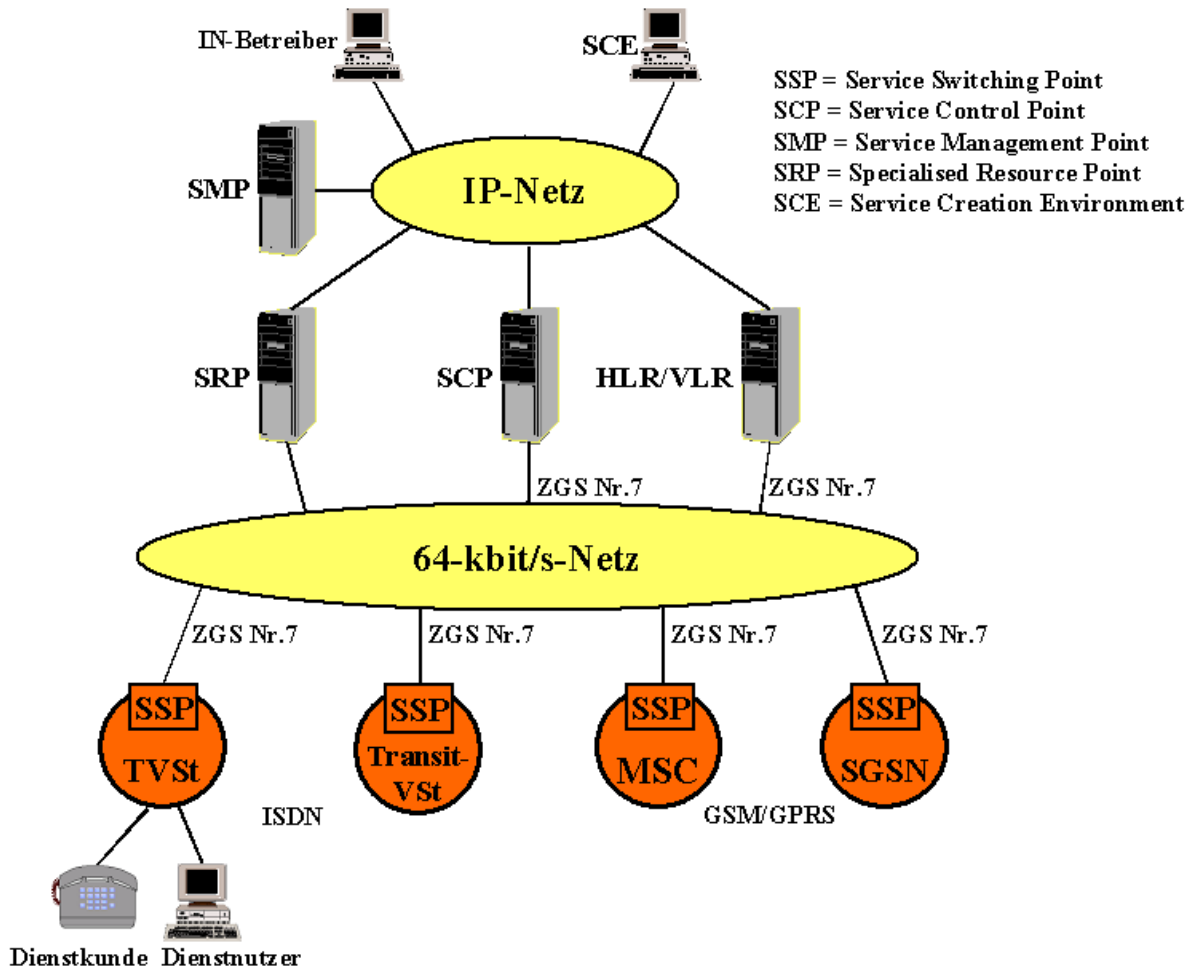 IN-Betreiber
SCE
SSP = Service Switching Point
SCP = Service Control Point
SMP = Service Management Point
SRP = Specialised Resource Point
SCE = Service Creation Environment
SMP
IP-Netz
SRP
SCP
HLR/VLR
ZGS Nr.7
ZGS Nr.7
64-kbit/s-Netz
ZGS Nr.7
ZGS Nr.7
ZGS Nr.7
ZGS Nr.7
SSP
TVSt
SSP
Transit-
VSt
SSP
MSC
SSP
SGSN
ISDN
GSM/GPRS
Dienstkunde
Dienstnutzer